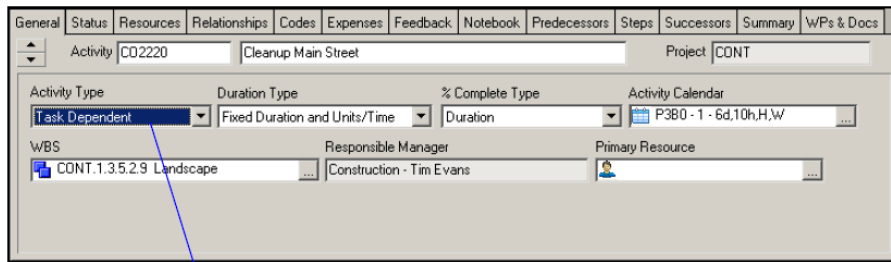 General Status Resources Relationships Codes Expenses Feedback Notebook Predecessors Steps Successors Summary WPs & Docs
Activity CO2220 Cleanup Main Street Project CONT
Activity Type Duration Type % Complete Type Activity Calendar
Task Dependent Fixed Duration and Units/Time Duration P3B0 - 1 - 6d,10h,H,W ...
WBS Responsible Manager Primary Resource
CONT.1.3.5.2.9 Landscape ... Construction - Tim Evans ...